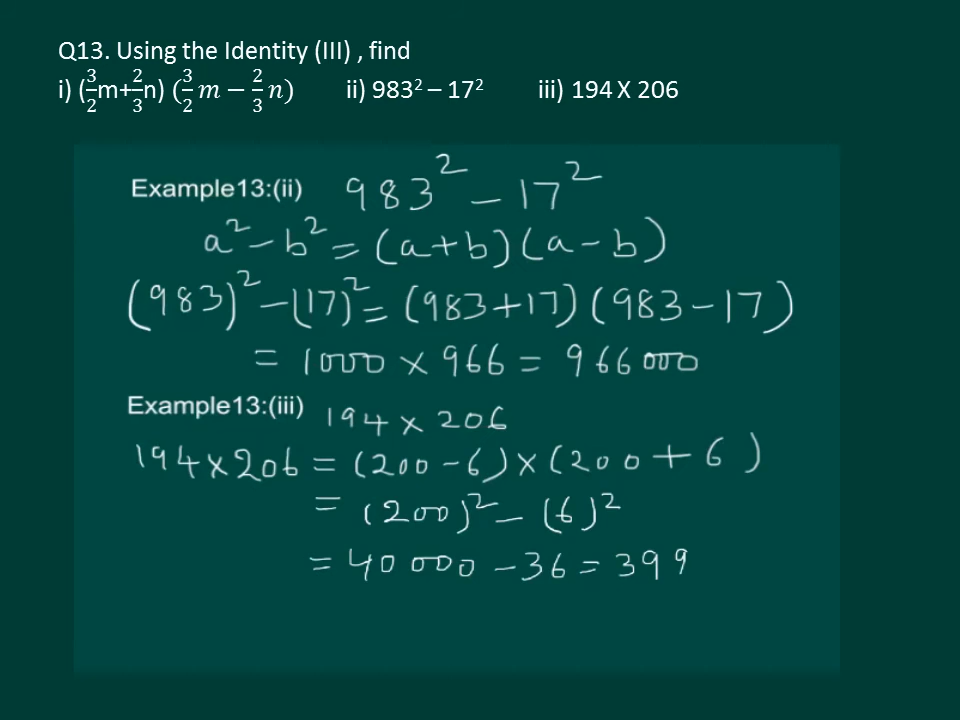 Q13. Using the Identity (III) , find
i) (3/2m+2/3n) (3/2 m − 2/3 n) ii) 983² – 17² iii) 194 X 206
Example13:(ii) 983² − 17²
a² − b² = (a+b)(a−b)
(983)² − (17)² = (983+17)(983−17)
= 1000 × 966 = 966000
Example13:(iii) 194 × 206
194×206 = (200−6)×(200+6)
= (200)² − (6)²
= 40000 − 36 = 399